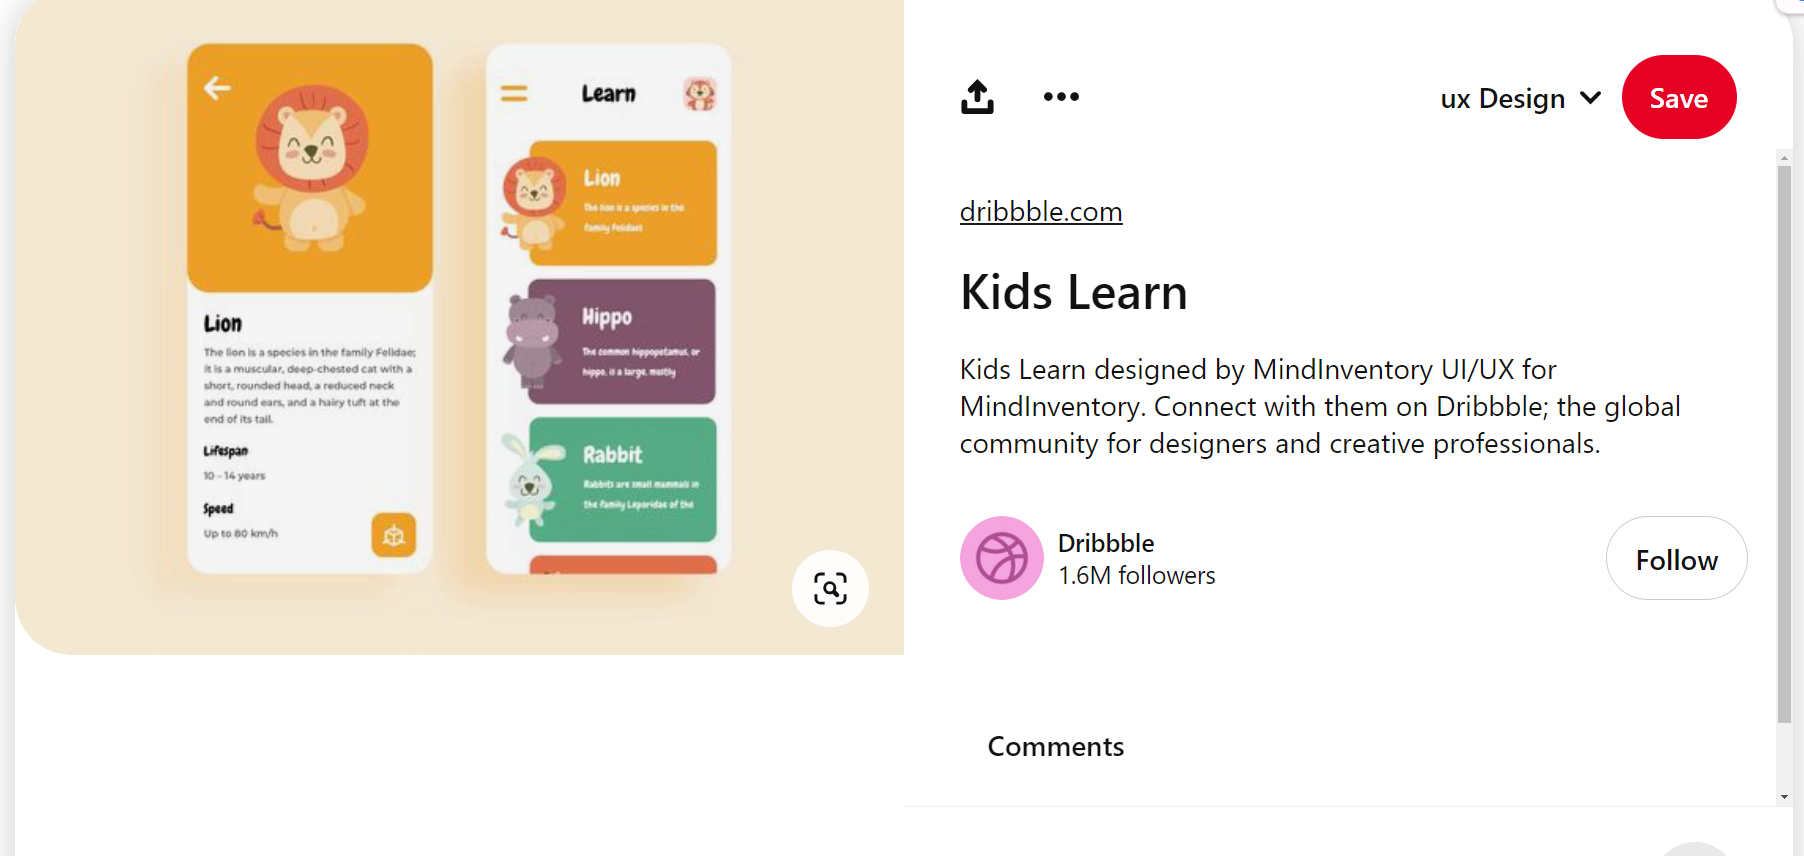 Lion
The lion is a species in the family Felidae;
it is a muscular, deep-chested cat with a
short, rounded head, a reduced neck
and round ears, and a hairy tuft at the
end of its tail.
Lifespan
10 - 14 years
Speed
Up to 80 km/h
Learn
Lion
The lion is a species in the
family Felidae!
Hippo
The common hippopotamus, or
hippo, is a large, mostly
Rabbit
Rabbits are small mammals in
the family Leporidae of the
ux Design
Save
dribbble.com
Kids Learn
Kids Learn designed by MindInventory UI/UX for
MindInventory. Connect with them on Dribbble; the global
community for designers and creative professionals.
Dribbble
1.6M followers
Follow
Comments